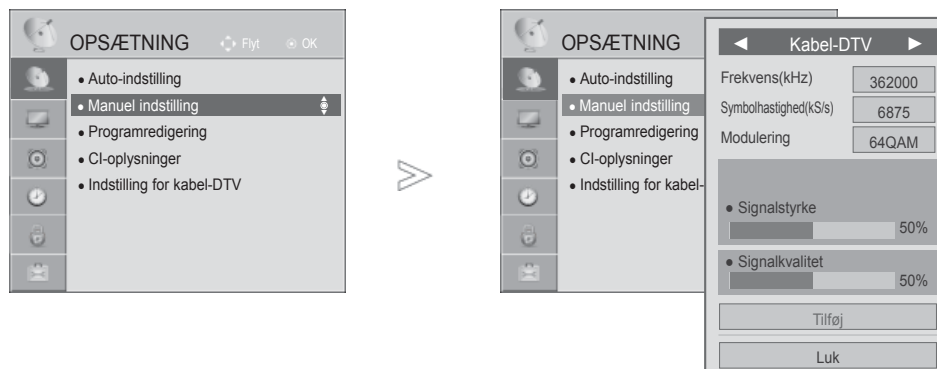 OPSÆTNING Flyt OK
• Auto-indstilling
• Manuel indstilling
• Programredigering
• CI-oplysninger
• Indstilling for kabel-DTV
OPSÆTNING
• Auto-indstilling
• Manuel indstilling
• Programredigering
• CI-oplysninger
• Indstilling for kabel-
◄ Kabel-DTV ►
Frekvens(kHz) 362000
Symbolhastighed(kS/s) 6875
Modulering 64QAM
• Signalstyrke
50%
• Signalkvalitet
50%
Tilføj
Luk